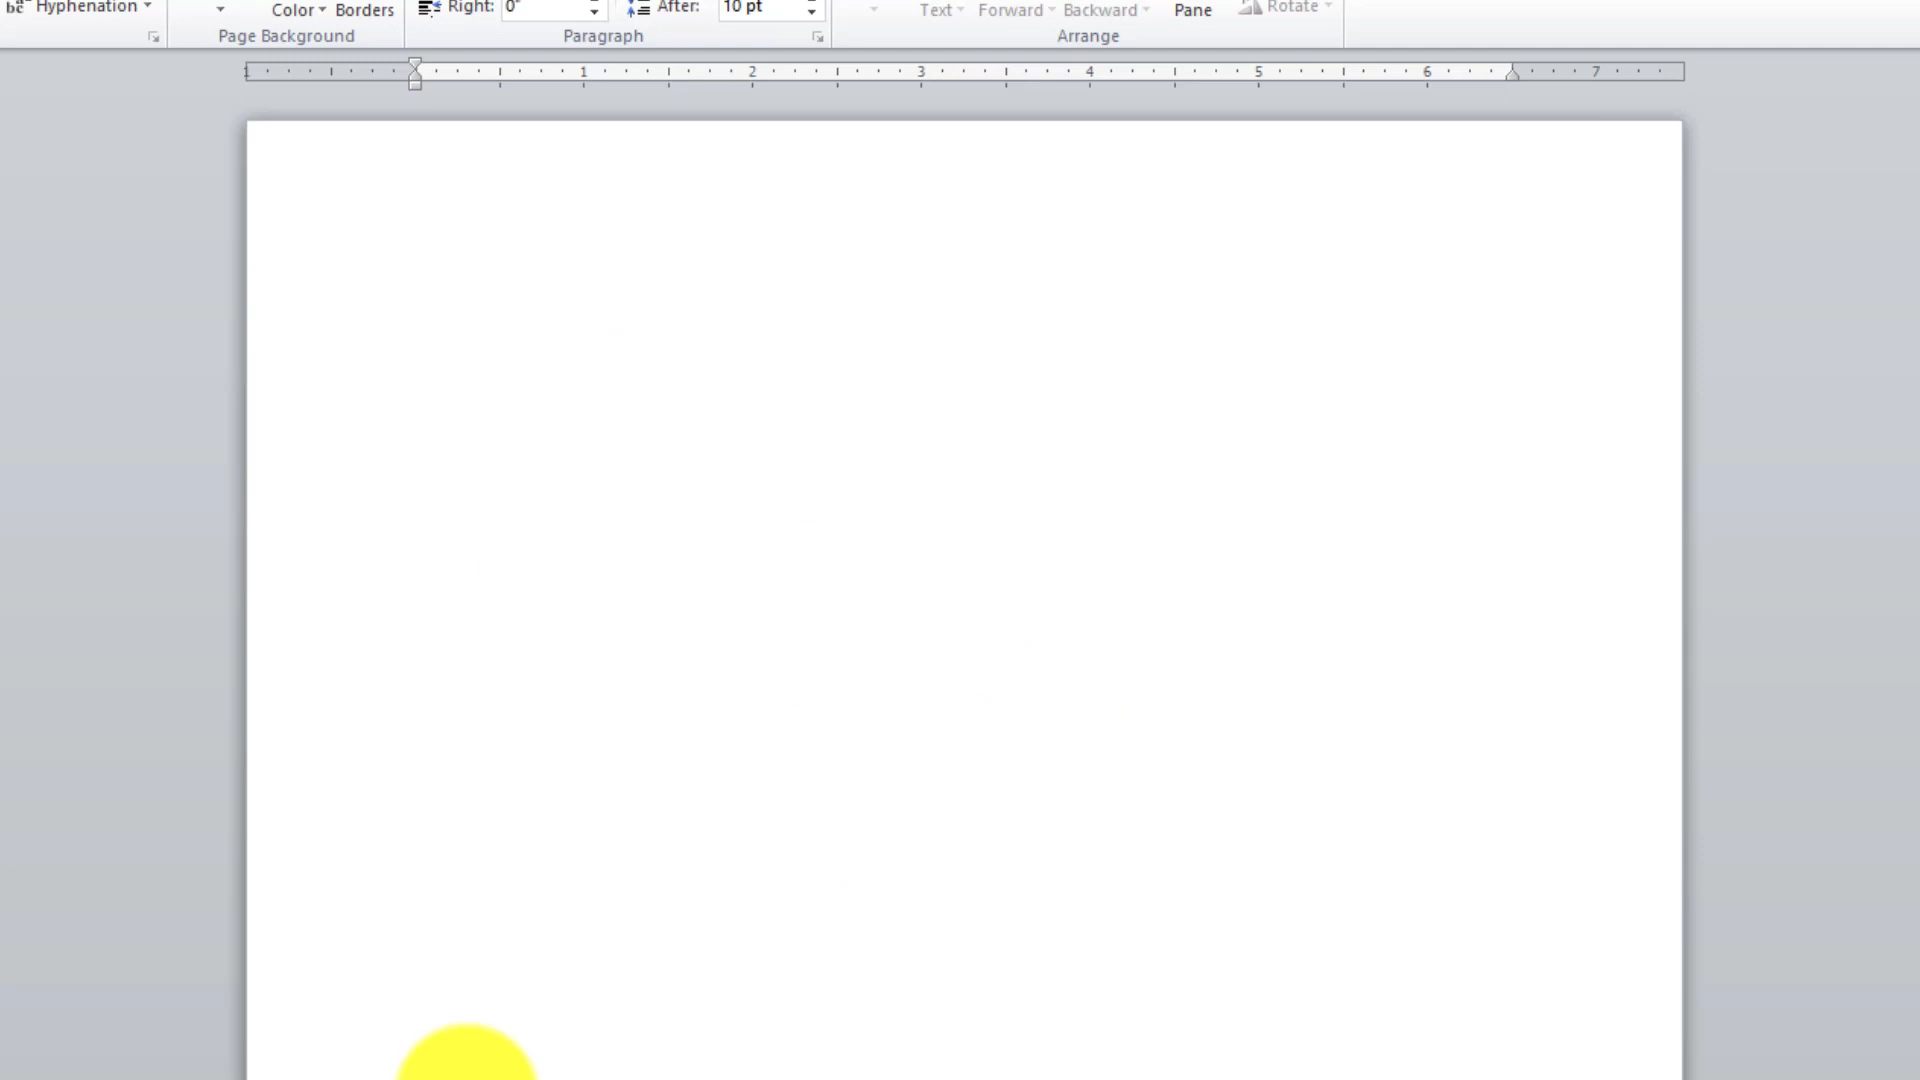 Hyphenation Color Borders Right: 0" After: 10 pt Text Forward Backward Pane Rotate
Page Background Paragraph Arrange
1 1 2 3 4 5 6 7